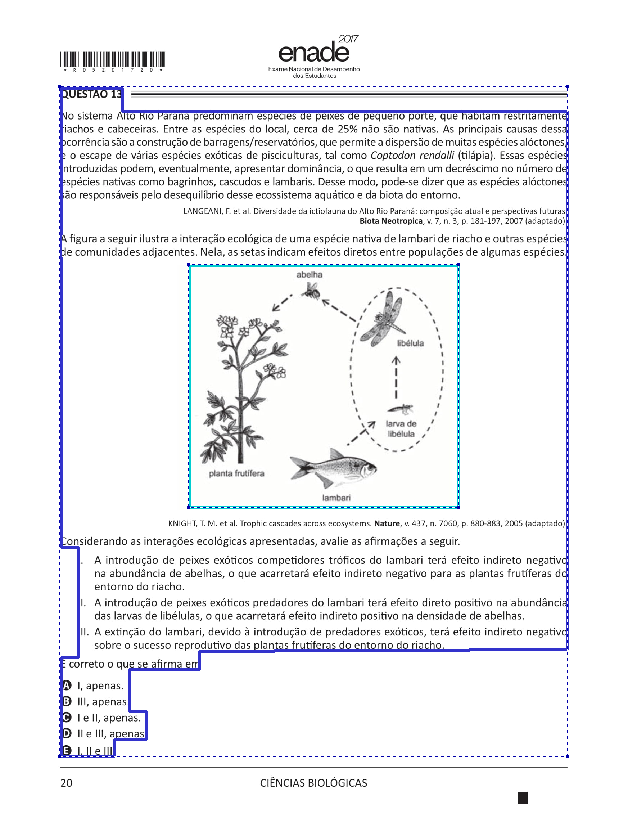 2017
enade
Exame Nacional de Desempenho
dos Estudantes
QUESTÃO 13
No sistema Alto Rio Paraná predominam espécies de peixes de pequeno porte, que habitam restritamente
riachos e cabeceiras. Entre as espécies do local, cerca de 25% não são nativas. As principais causas dessa
ocorrência são a construção de barragens/reservatórios, que permite a dispersão de muitas espécies alóctones,
e o escape de várias espécies exóticas de pisciculturas, tal como Captodon rendalli (tilápia). Essas espécies
introduzidas podem, eventualmente, apresentar dominância, o que resulta em um decréscimo no número de
espécies nativas como bagrinhos, cascudos e lambaris. Desse modo, pode-se dizer que as espécies alóctones
são responsáveis pelo desequilíbrio desse ecossistema aquático e da biota do entorno.
LANGEANI, F. et al. Diversidade da ictiofauna do Alto Rio Paraná: composição atual e perspectivas futuras.
Biota Neotropica, v. 7, n. 3, p. 181-197, 2007 (adaptado).
A figura a seguir ilustra a interação ecológica de uma espécie nativa de lambari de riacho e outras espécies
de comunidades adjacentes. Nela, as setas indicam efeitos diretos entre populações de algumas espécies.
abelha
libélula
larva de
libélula
planta frutífera
lambari
KNIGHT, T. M. et al. Trophic cascades across ecosystems. Nature, v. 437, n. 7060, p. 880-883, 2005 (adaptado).
Considerando as interações ecológicas apresentadas, avalie as afirmações a seguir.
I. A introdução de peixes exóticos competidores tróficos do lambari terá efeito indireto negativo
na abundância de abelhas, o que acarretará efeito indireto negativo para as plantas frutíferas do
entorno do riacho.
II. A introdução de peixes exóticos predadores do lambari terá efeito direto positivo na abundância
das larvas de libélulas, o que acarretará efeito indireto positivo na densidade de abelhas.
III. A extinção do lambari, devido à introdução de predadores exóticos, terá efeito indireto negativo
sobre o sucesso reprodutivo das plantas frutíferas do entorno do riacho.
É correto o que se afirma em
A I, apenas.
B III, apenas.
C I e II, apenas.
D II e III, apenas.
E I, II e III.
20
CIÊNCIAS BIOLÓGICAS